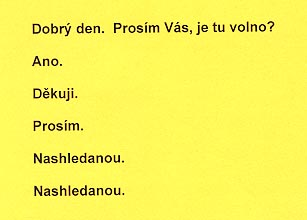 Dobrý den.  Prosím Vás, je tu volno?
Ano.
Děkuji.
Prosím.
Nashledanou.
Nashledanou.